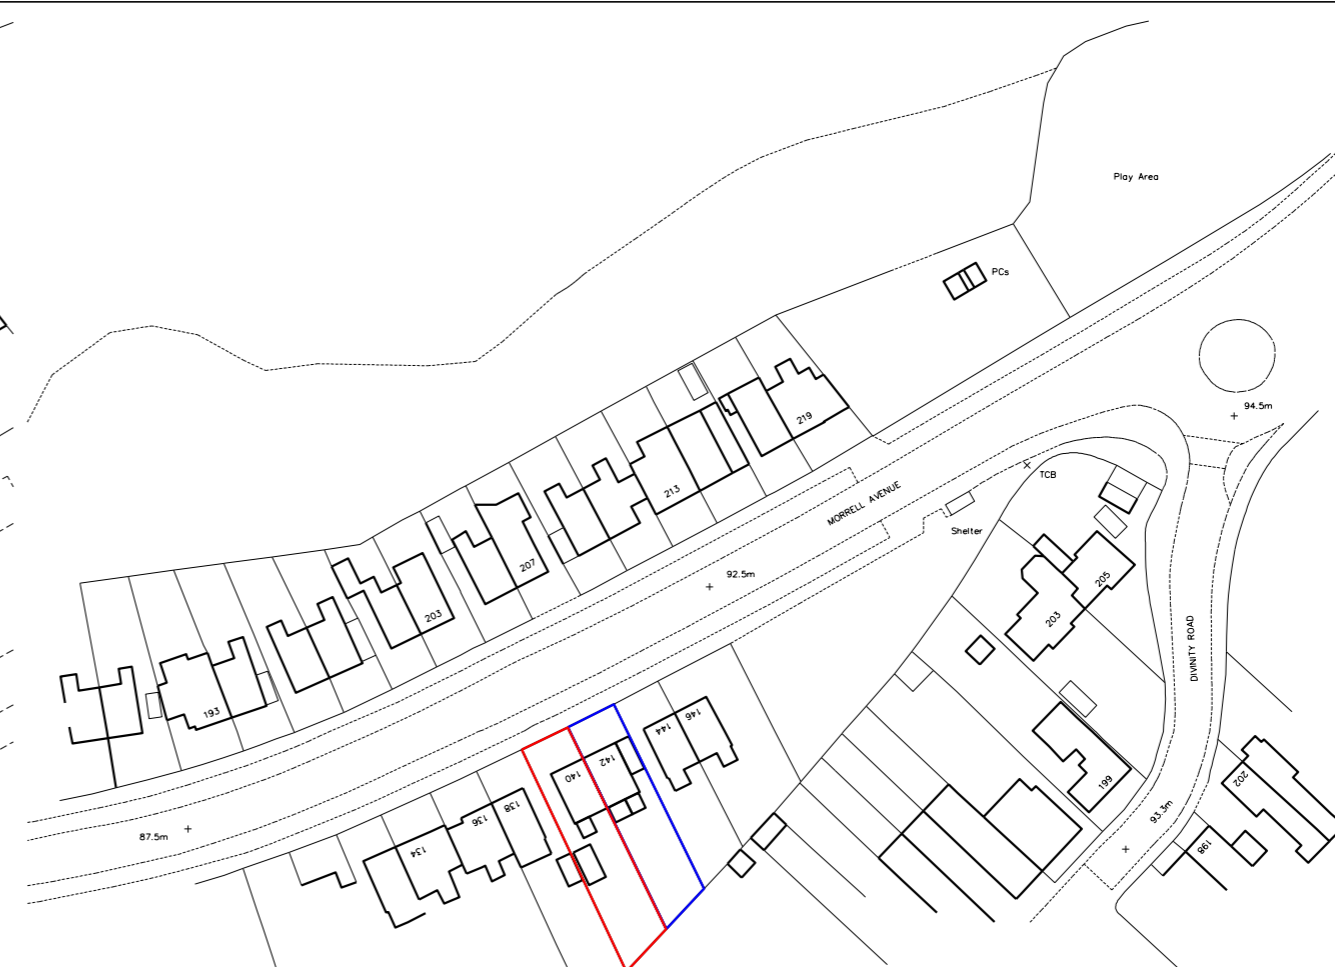 Play Area
PCs
94.5m
219
TCB
MORRELL AVENUE
213
Shelter
207
92.5m
205
203
203
DIVINITY ROAD
193
146
144
142
140
202
199
138
136
93.3m
87.5m
134
198